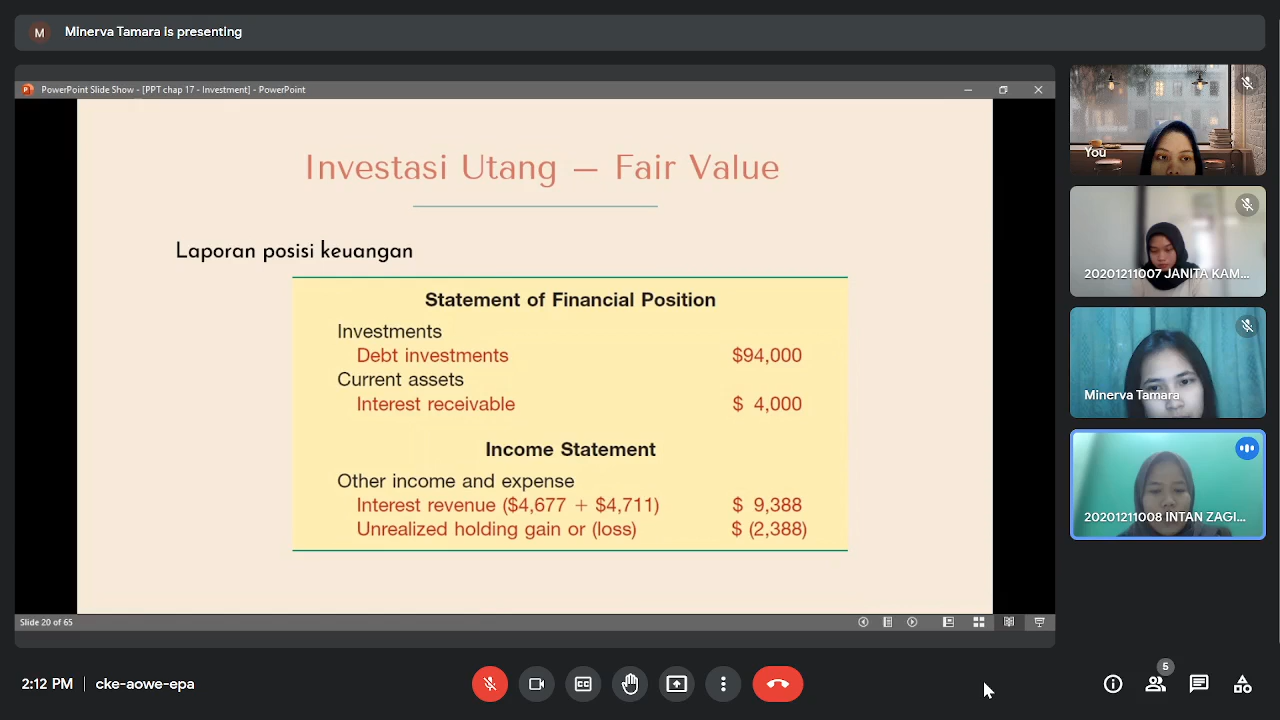 M Minerva Tamara is presenting
PowerPoint Slide Show - [PPT chap 17 - Investment] - PowerPoint
Investasi Utang – Fair Value
Laporan posisi keuangan
Statement of Financial Position
Investments
Debt investments $94,000
Current assets
Interest receivable $ 4,000
Income Statement
Other income and expense
Interest revenue ($4,677 + $4,711) $ 9,388
Unrealized holding gain or (loss) $ (2,388)
Slide 20 of 65
You
20201211007 JANITA KAM...
Minerva Tamara
20201211008 INTAN ZAGI...
2:12 PM | cke-aowe-epa
5